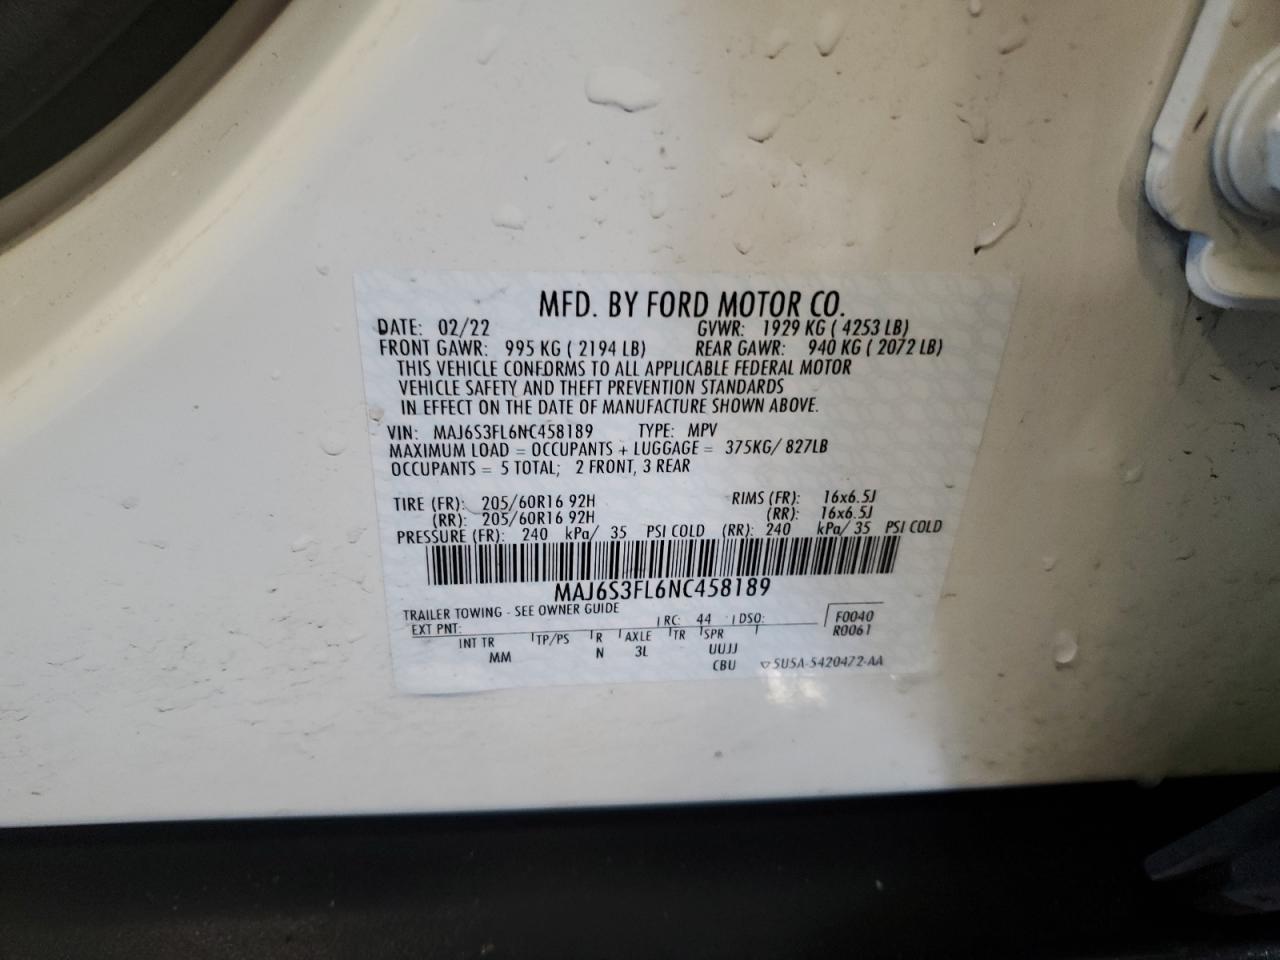 MFD. BY FORD MOTOR CO.
DATE: 02/22 GVWR: 1929 KG ( 4253 LB)
FRONT GAWR: 995 KG ( 2194 LB) REAR GAWR: 940 KG ( 2072 LB)
THIS VEHICLE CONFORMS TO ALL APPLICABLE FEDERAL MOTOR
VEHICLE SAFETY AND THEFT PREVENTION STANDARDS
IN EFFECT ON THE DATE OF MANUFACTURE SHOWN ABOVE.
VIN: MAJ6S3FL6NC458189 TYPE: MPV
MAXIMUM LOAD = OCCUPANTS + LUGGAGE = 375KG/ 827LB
OCCUPANTS = 5 TOTAL; 2 FRONT, 3 REAR
TIRE (FR): 205/60R16 92H RIMS (FR): 16x6.5J
(RR): 205/60R16 92H (RR): 16x6.5J
PRESSURE (FR): 240 kPa/ 35 PSI COLD (RR): 240 kPa/ 35 PSI COLD
MAJ6S3FL6NC458189
TRAILER TOWING - SEE OWNER GUIDE
EXT PNT: RC: 44 DSO: F0040
R0061
INT TR TP/PS R AXLE TR SPR
MM N 3L UUJJ
CBU 5U5A-5420472-AA